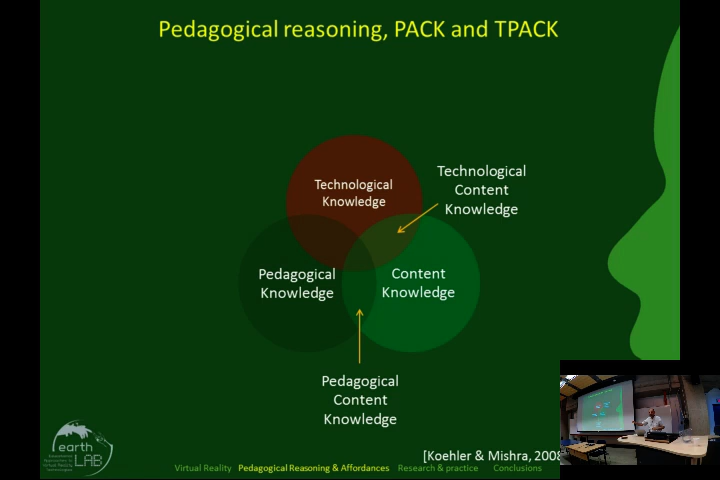 Pedagogical reasoning, PACK and TPACK
Technological
Knowledge
Technological
Content
Knowledge
Pedagogical
Knowledge
Content
Knowledge
Pedagogical
Content
Knowledge
[Koehler & Mishra, 2008
earth
LAB
Virtual Reality Pedagogical Reasoning & Affordances Research & practice Conclusions